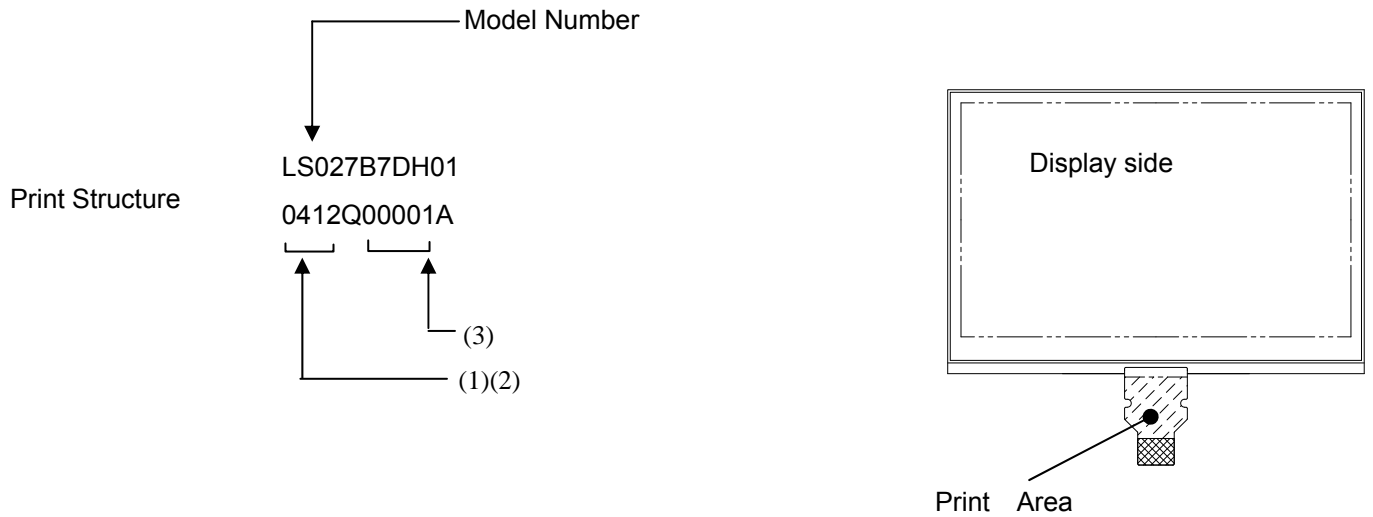 Model Number
LS027B7DH01
Print Structure
0412Q00001A
(3)
(1)(2)
Display side
Print Area